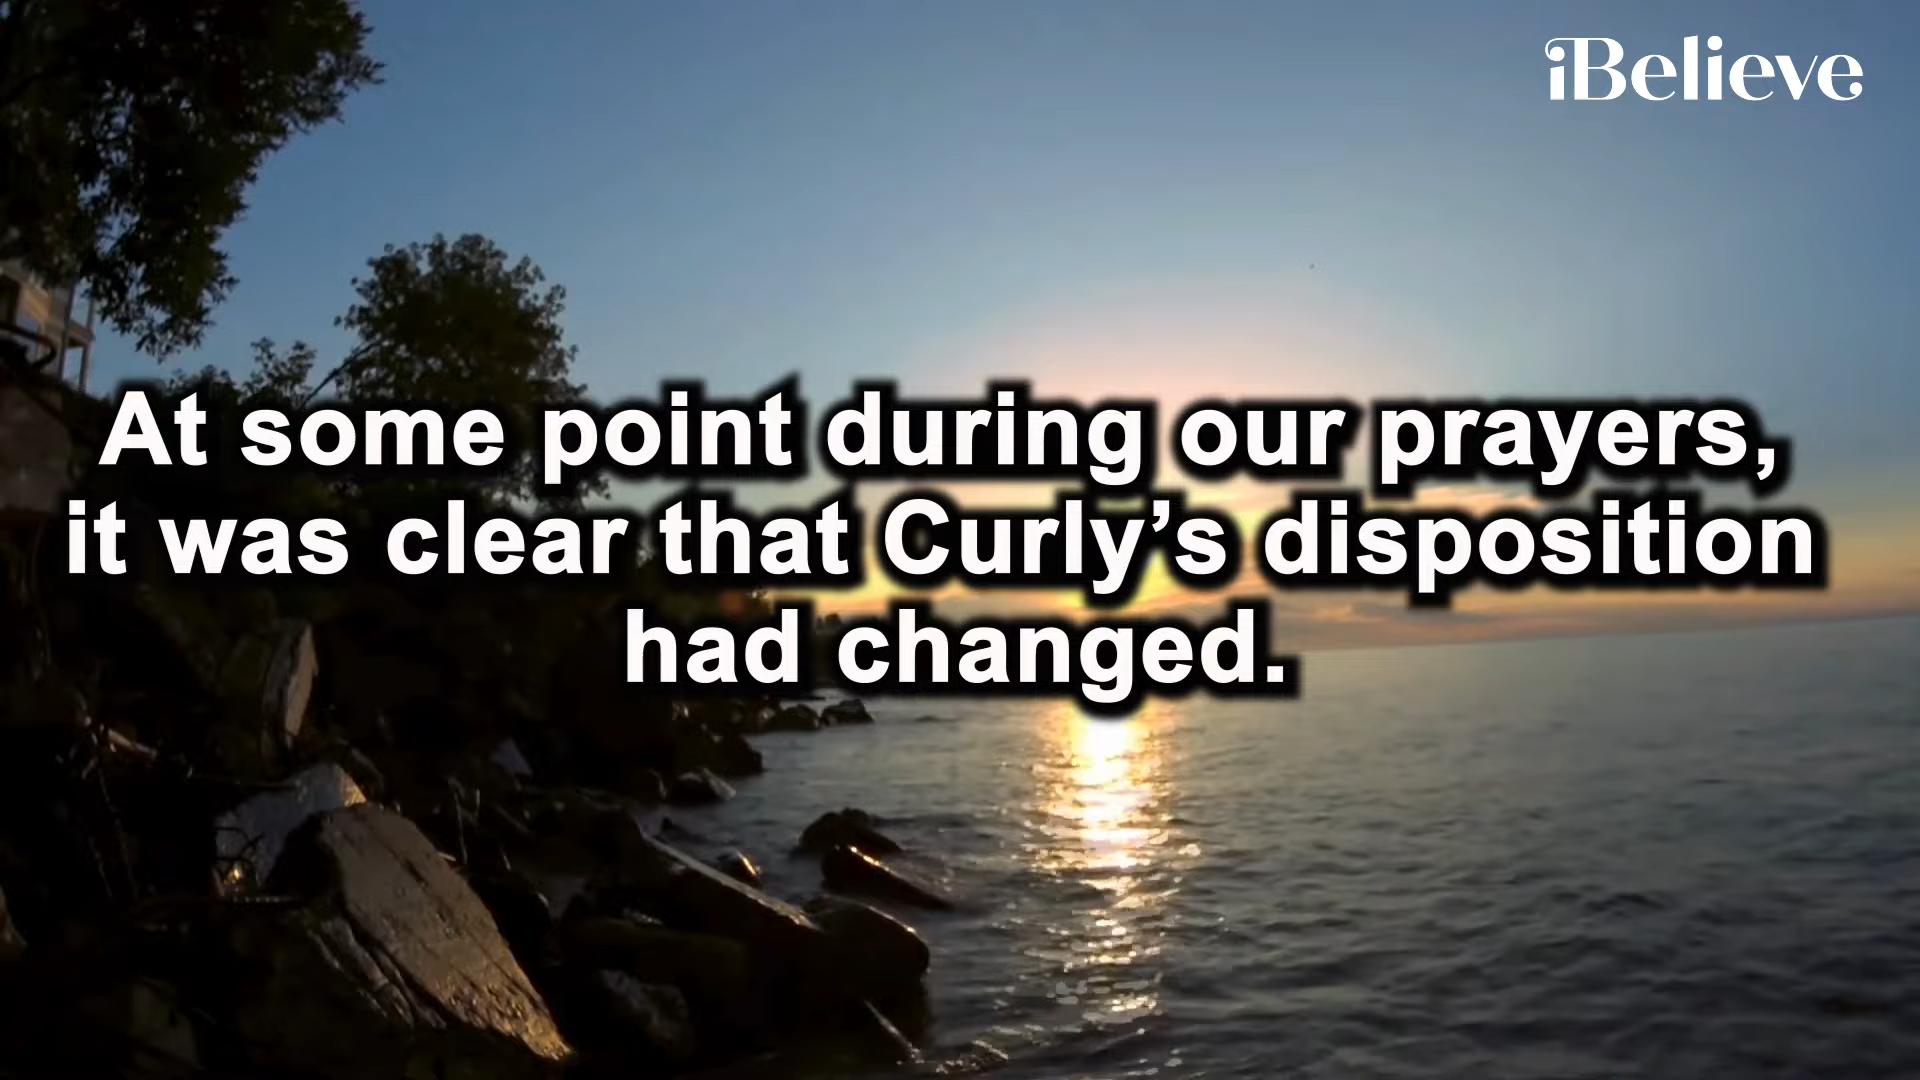 iBelieve
At some point during our prayers,
it was clear that Curly’s disposition
had changed.